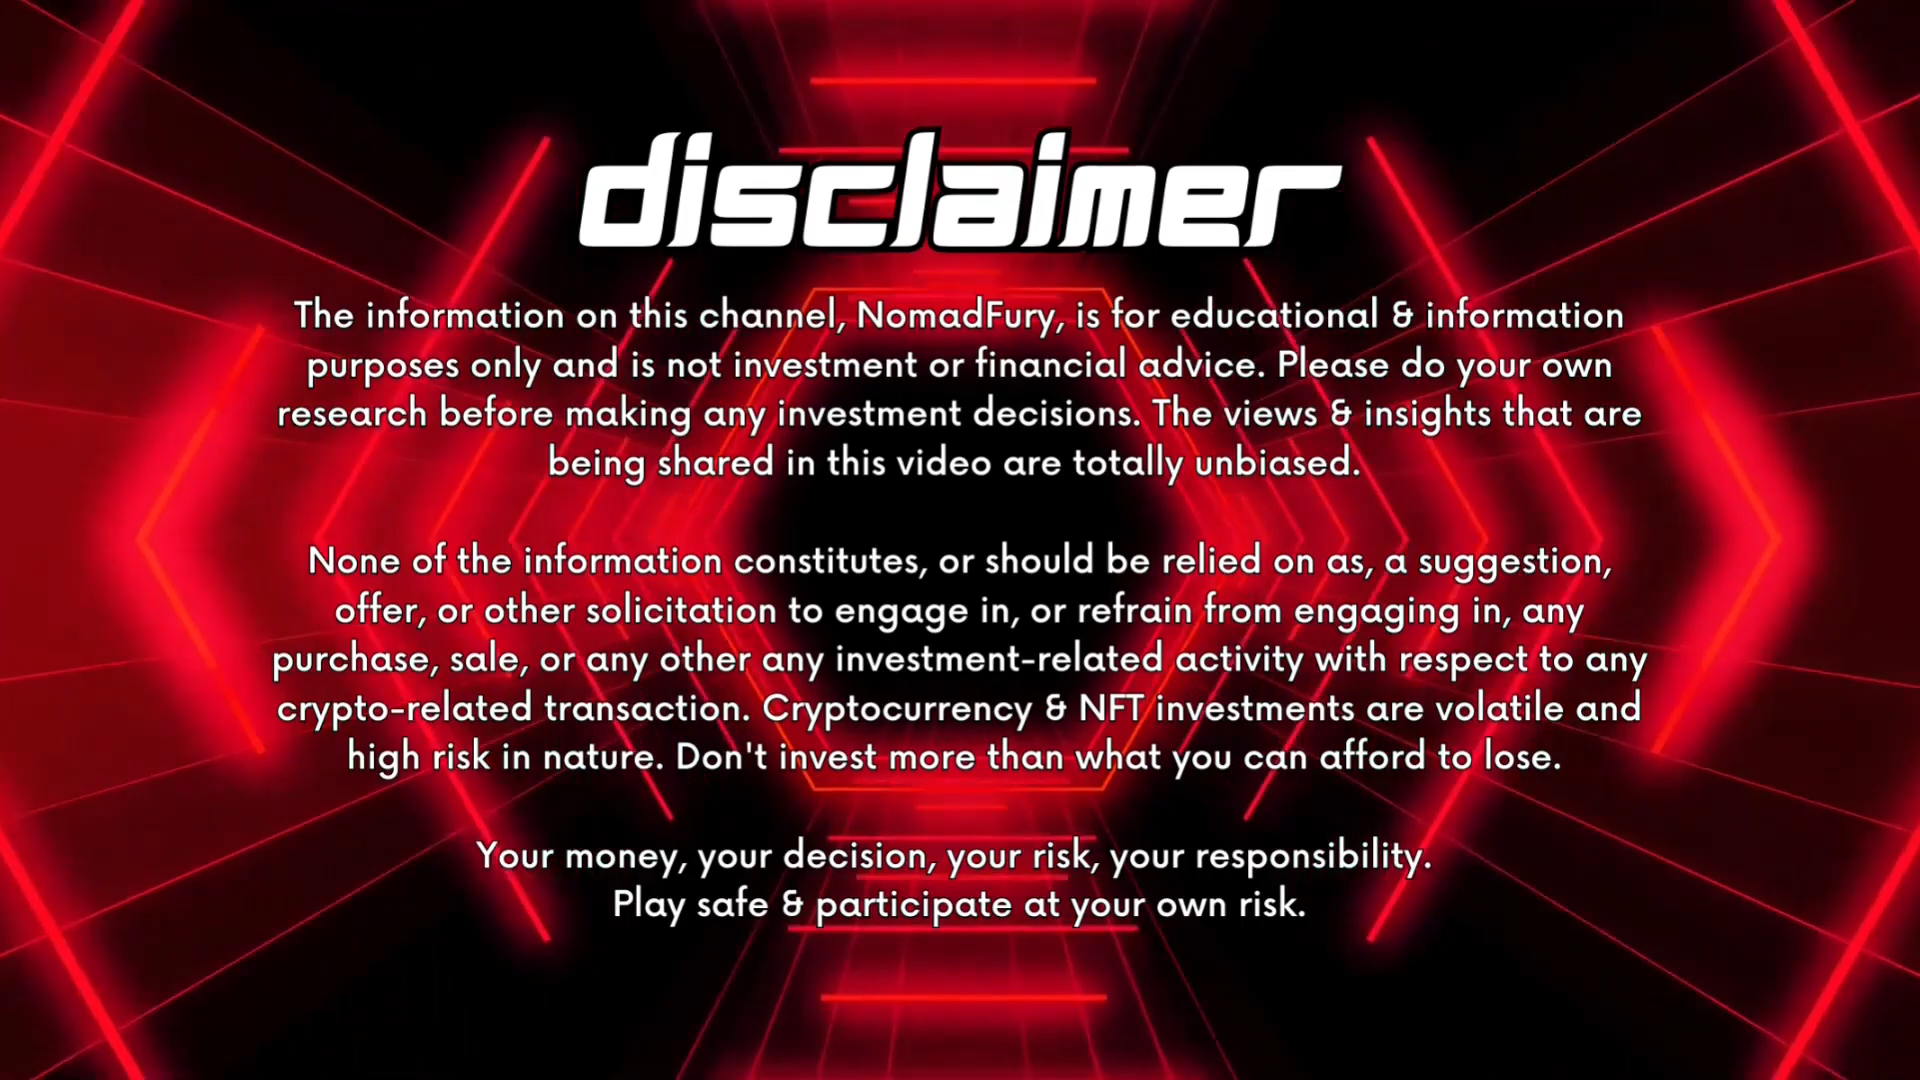 disclaimer
The information on this channel, NomadFury, is for educational & information
purposes only and is not investment or financial advice. Please do your own
research before making any investment decisions. The views & insights that are
being shared in this video are totally unbiased.
None of the information constitutes, or should be relied on as, a suggestion,
offer, or other solicitation to engage in, or refrain from engaging in, any
purchase, sale, or any other any investment-related activity with respect to any
crypto-related transaction. Cryptocurrency & NFT investments are volatile and
high risk in nature. Don't invest more than what you can afford to lose.
Your money, your decision, your risk, your responsibility.
Play safe & participate at your own risk.